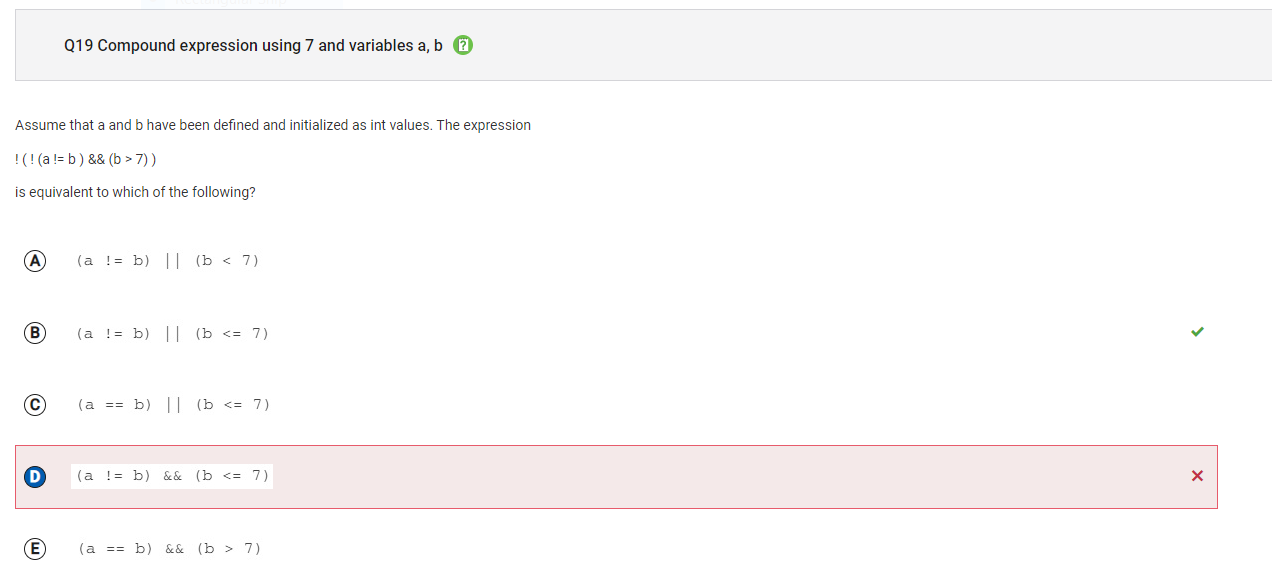 Q19 Compound expression using 7 and variables a, b ?
Assume that a and b have been defined and initialized as int values. The expression
! ( ! (a != b ) && (b > 7) )
is equivalent to which of the following?
A (a != b) || (b < 7)
B (a != b) || (b <= 7)
C (a == b) || (b <= 7)
D (a != b) && (b <= 7)
E (a == b) && (b > 7)